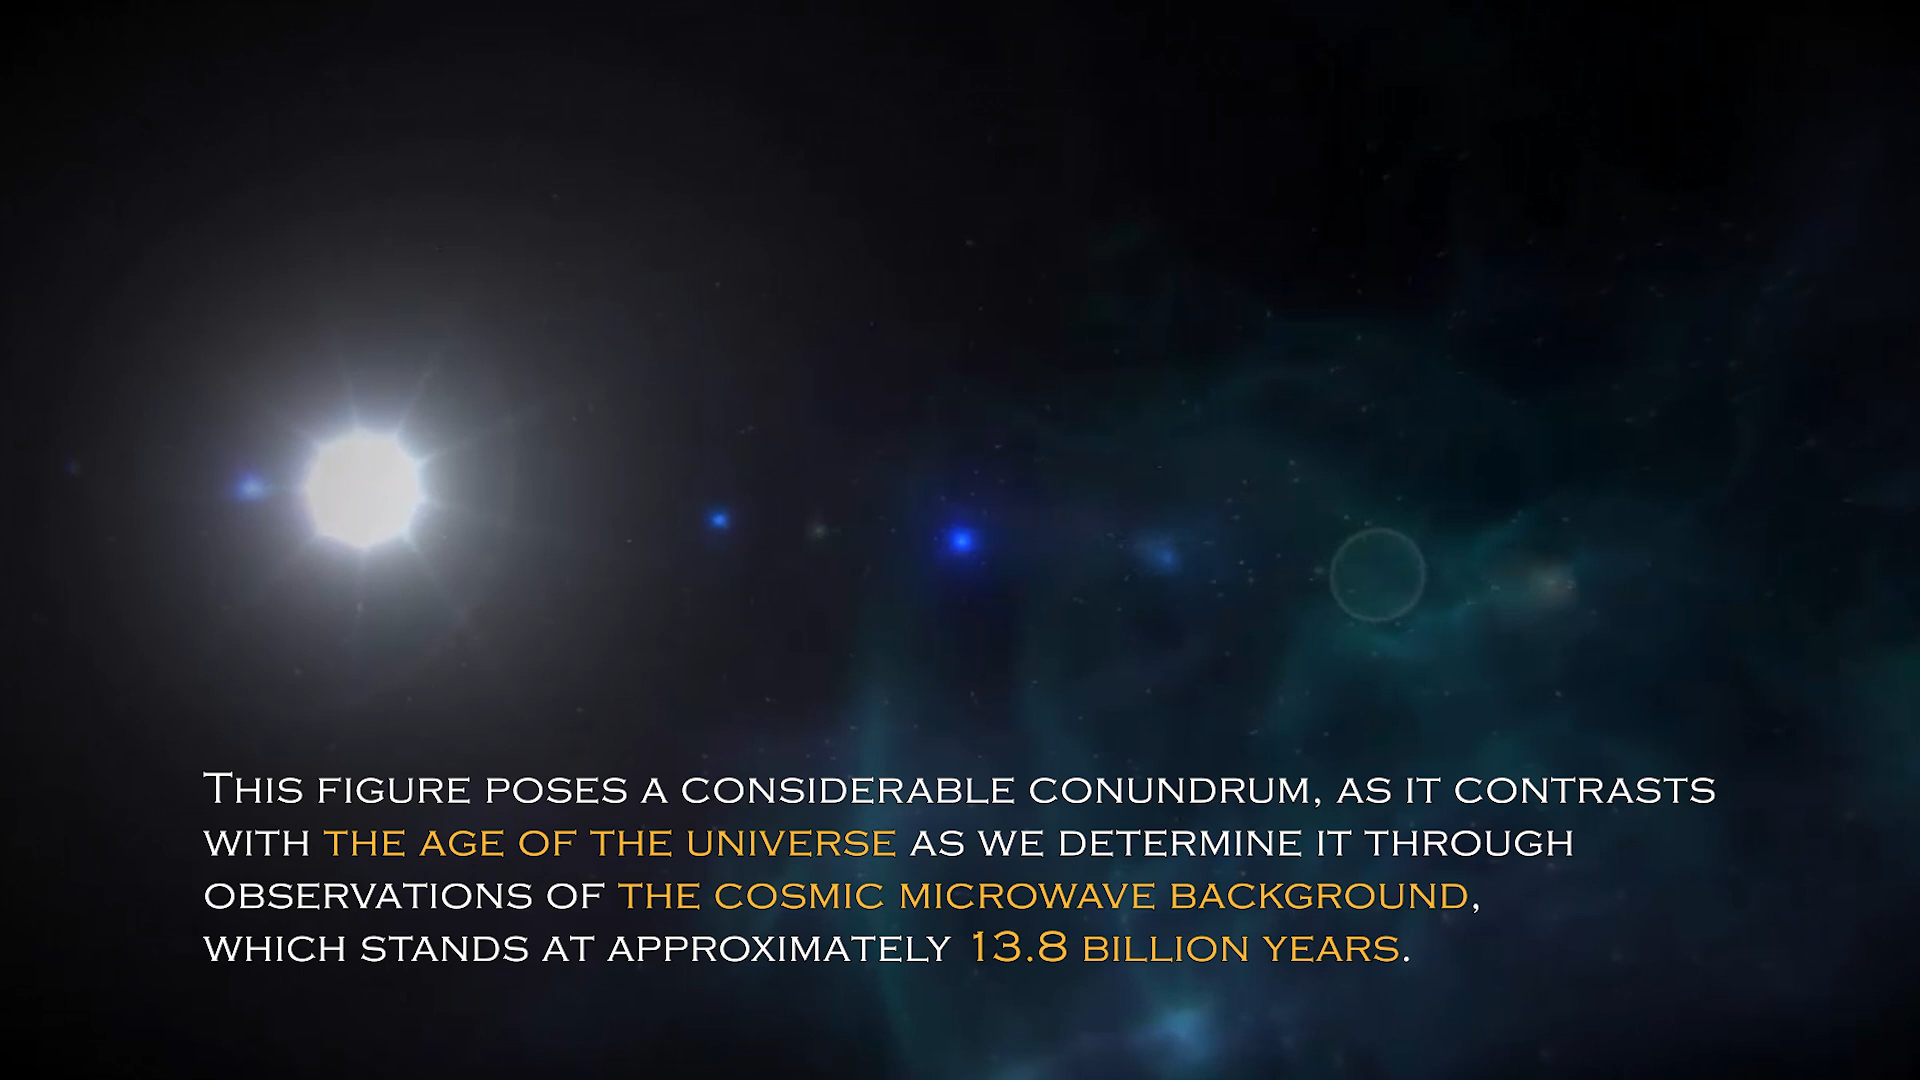 This figure poses a considerable conundrum, as it contrasts
with the age of the universe as we determine it through
observations of the cosmic microwave background,
which stands at approximately 13.8 billion years.